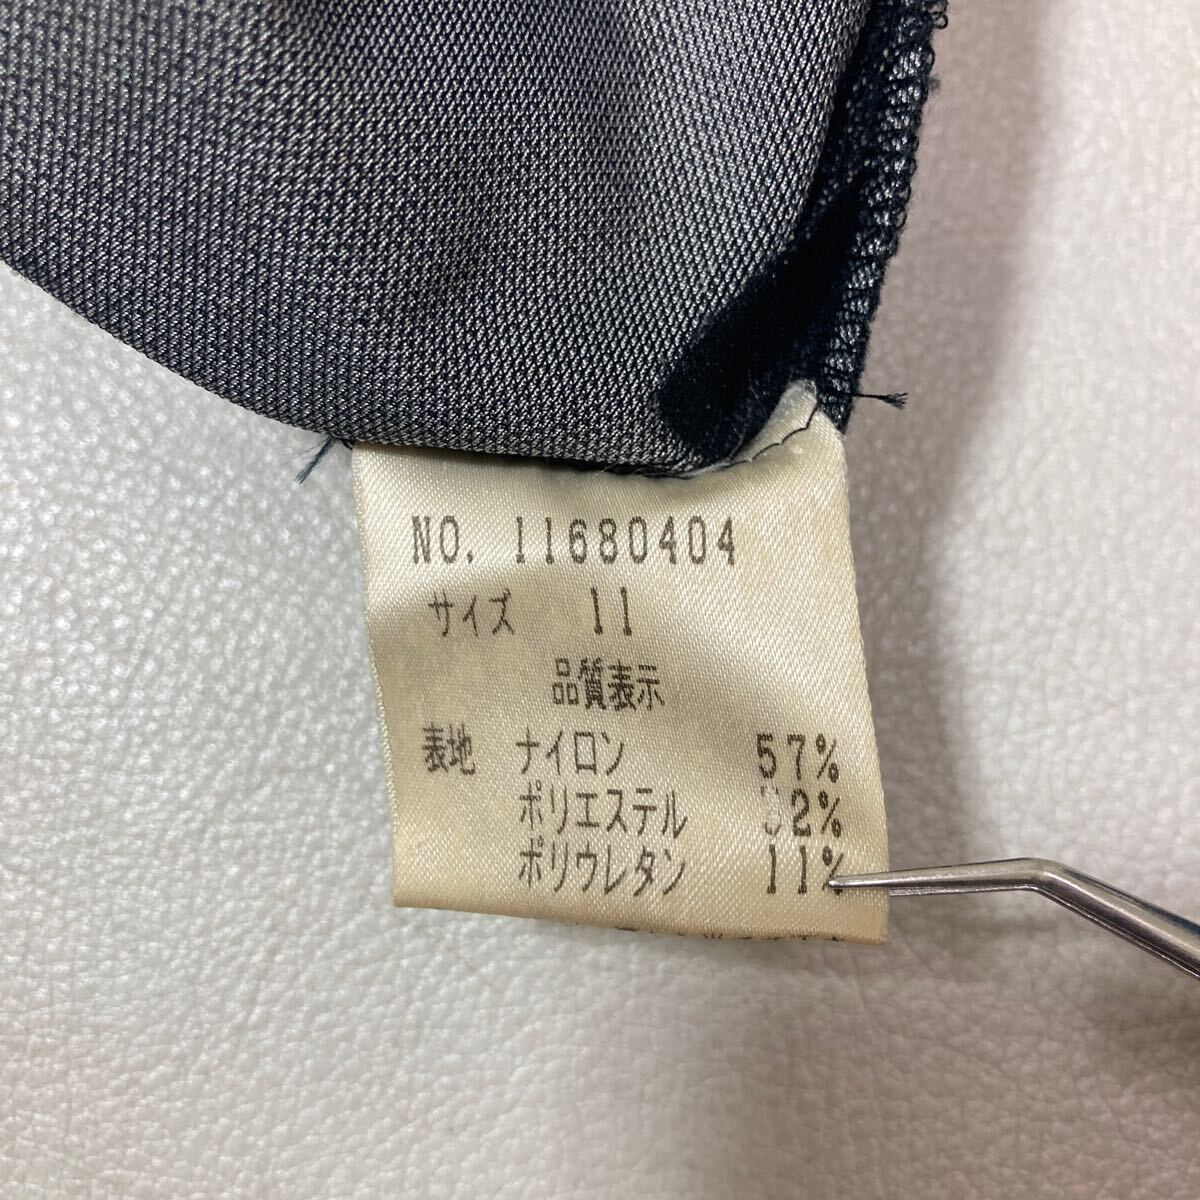 NO. 11680404
サイズ 11
品質表示
表地 ナイロン 57%
ポリエステル 32%
ポリウレタン 11%